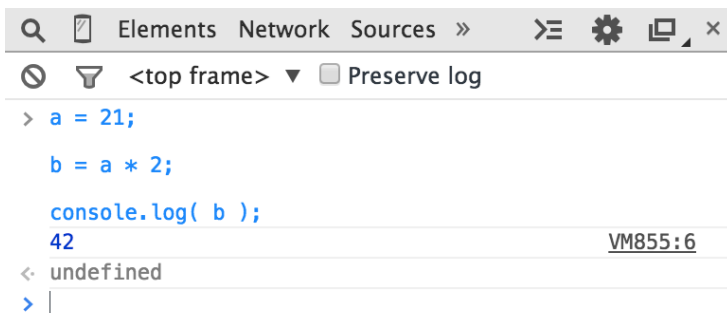 Elements Network Sources »
<top frame> ▼ Preserve log
> a = 21;
b = a * 2;
console.log( b );
42 VM855:6
undefined
>